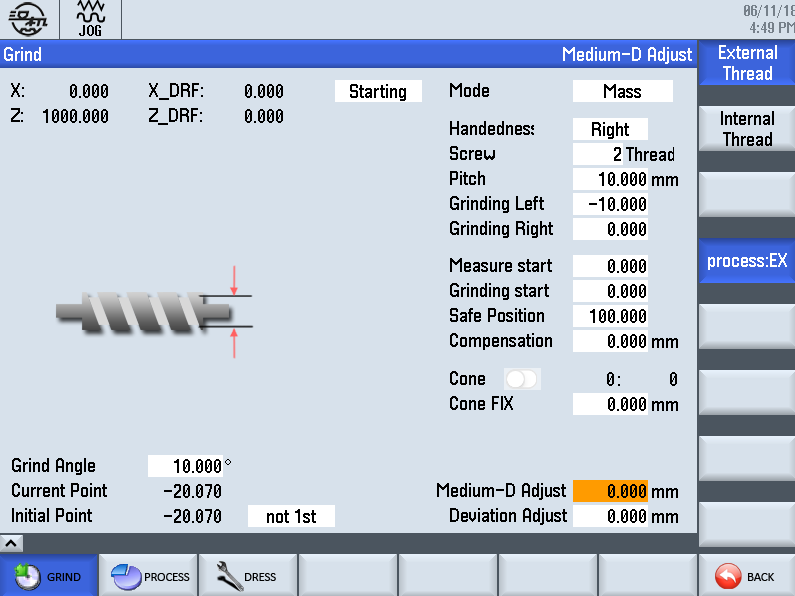 JOG
06/11/18
4:49 PM
Grind Medium-D Adjust
External
Thread
X: 0.000 X_DRF: 0.000 Starting Mode Mass
Z: 1000.000 Z_DRF: 0.000
Internal
Thread
Handedness Right
Screw 2 Thread
Pitch 10.000 mm
Grinding Left -10.000
Grinding Right 0.000
process:EX
Measure start 0.000
Grinding start 0.000
Safe Position 100.000
Compensation 0.000 mm
Cone 0: 0
Cone FIX 0.000 mm
Grind Angle 10.000 °
Current Point -20.070 Medium-D Adjust 0.000 mm
Initial Point -20.070 not 1st Deviation Adjust 0.000 mm
GRIND PROCESS DRESS BACK